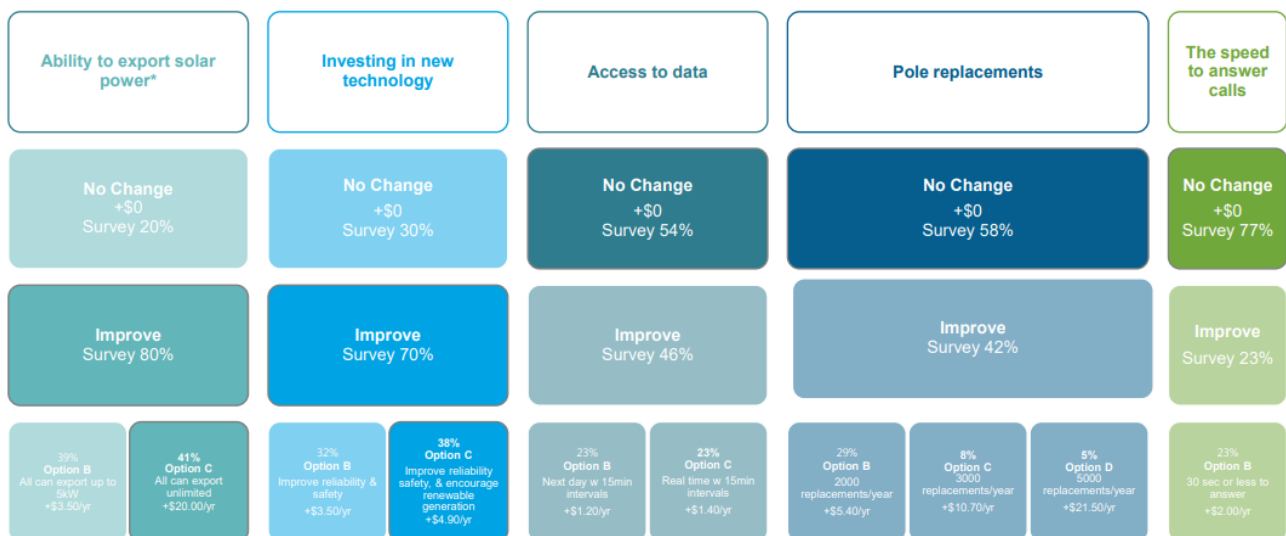 Ability to export solar
power*
Investing in new
technology
Access to data
Pole replacements
The speed
to answer
calls
No Change
+$0
Survey 20%
No Change
+$0
Survey 30%
No Change
+$0
Survey 54%
No Change
+$0
Survey 58%
No Change
+$0
Survey 77%
Improve
Survey 80%
Improve
Survey 70%
Improve
Survey 46%
Improve
Survey 42%
Improve
Survey 23%
39%
Option B
All can export up to
5kW
+$3.50/yr
41%
Option C
All can export
unlimited
+$20.00/yr
32%
Option B
Improve reliability &
safety
+$3.50/yr
38%
Option C
Improve reliability
safety, & encourage
renewable
generation
+$4.90/yr
23%
Option B
Next day w 15min
intervals
+$1.20/yr
23%
Option C
Real time w 15min
intervals
+$1.40/yr
29%
Option B
2000
replacements/year
+$5.40/yr
8%
Option C
3000
replacements/year
+$10.70/yr
5%
Option D
5000
replacements/year
+$21.50/yr
23%
Option B
30 sec or less to
answer
+$2.00/yr